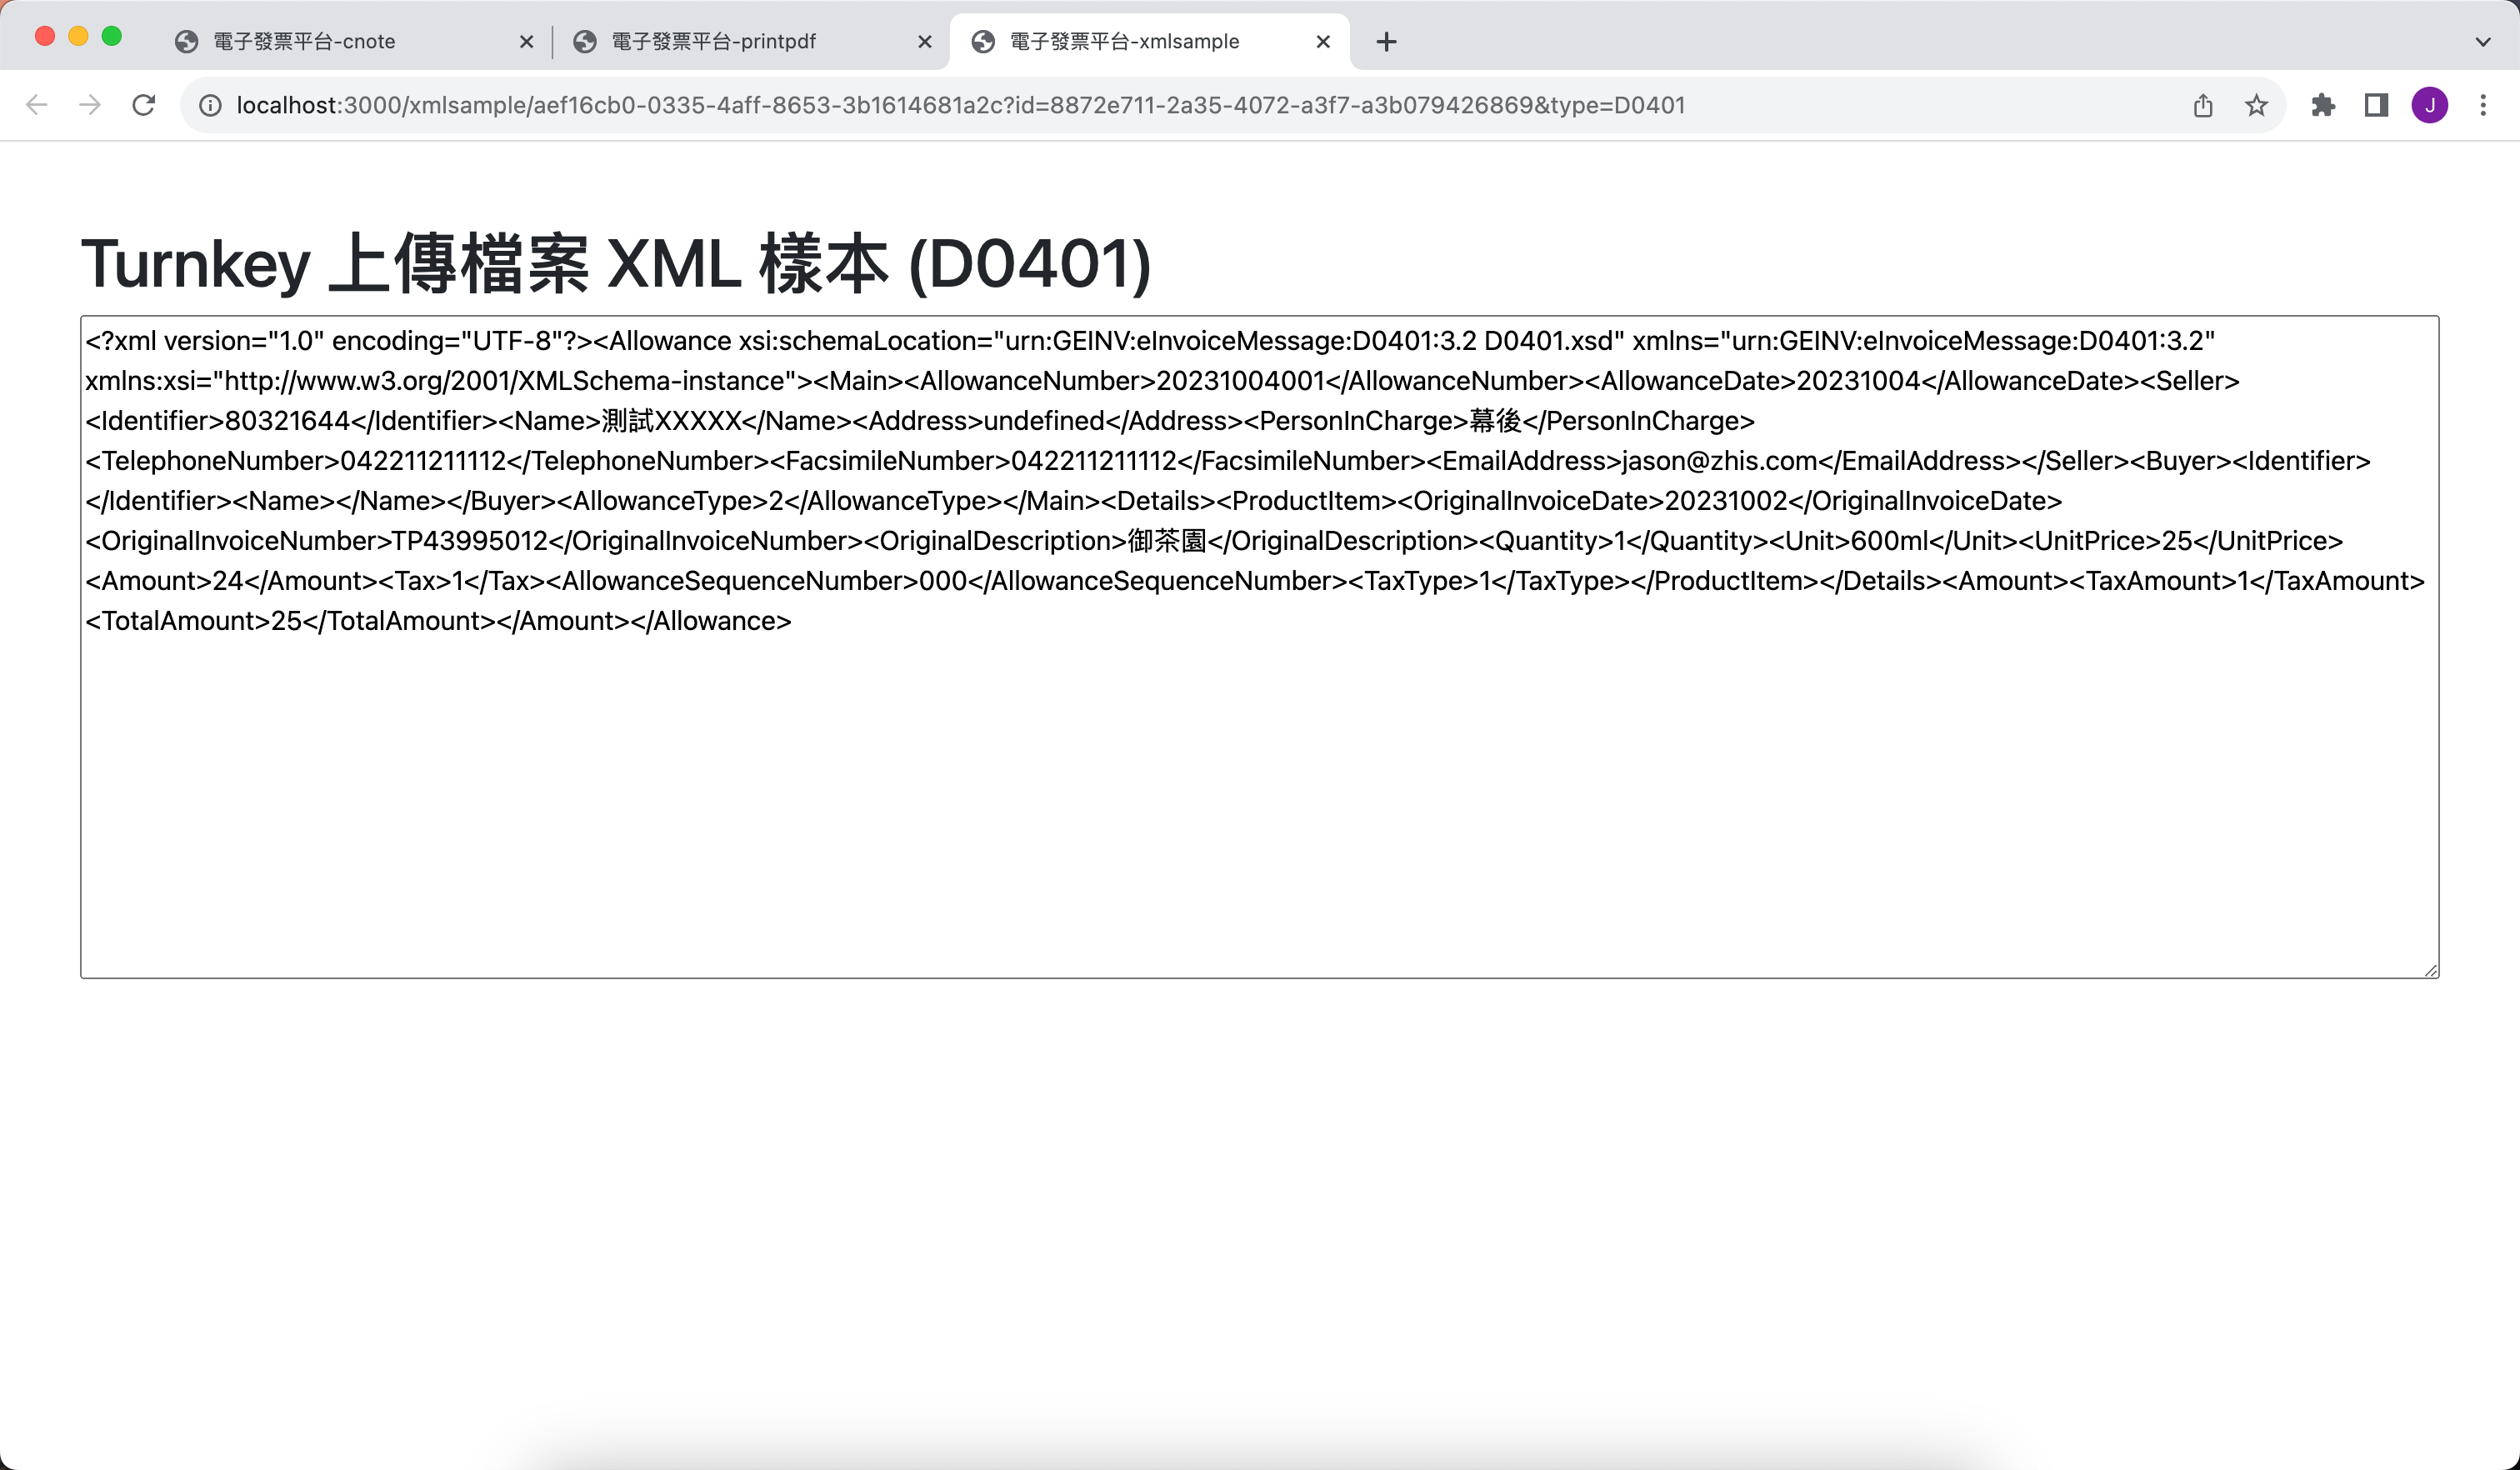 電子發票平台-cnote
電子發票平台-printpdf
電子發票平台-xmlsample
localhost:3000/xmlsample/aef16cb0-0335-4aff-8653-3b1614681a2c?id=8872e711-2a35-4072-a3f7-a3b079426869&type=D0401
J
Turnkey 上傳檔案 XML 樣本 (D0401)
<?xml version="1.0" encoding="UTF-8"?><Allowance xsi:schemaLocation="urn:GEINV:eInvoiceMessage:D0401:3.2 D0401.xsd" xmlns="urn:GEINV:eInvoiceMessage:D0401:3.2"
xmlns:xsi="http://www.w3.org/2001/XMLSchema-instance"><Main><AllowanceNumber>20231004001</AllowanceNumber><AllowanceDate>20231004</AllowanceDate><Seller>
<Identifier>80321644</Identifier><Name>測試XXXXX</Name><Address>undefined</Address><PersonInCharge>幕後</PersonInCharge>
<TelephoneNumber>042211211112</TelephoneNumber><FacsimileNumber>042211211112</FacsimileNumber><EmailAddress>jason@zhis.com</EmailAddress></Seller><Buyer><Identifier>
</Identifier><Name></Name></Buyer><AllowanceType>2</AllowanceType></Main><Details><ProductItem><OriginalInvoiceDate>20231002</OriginalInvoiceDate>
<OriginalInvoiceNumber>TP43995012</OriginalInvoiceNumber><OriginalDescription>御茶園</OriginalDescription><Quantity>1</Quantity><Unit>600ml</Unit><UnitPrice>25</UnitPrice>
<Amount>24</Amount><Tax>1</Tax><AllowanceSequenceNumber>000</AllowanceSequenceNumber><TaxType>1</TaxType></ProductItem></Details><Amount><TaxAmount>1</TaxAmount>
<TotalAmount>25</TotalAmount></Amount></Allowance>